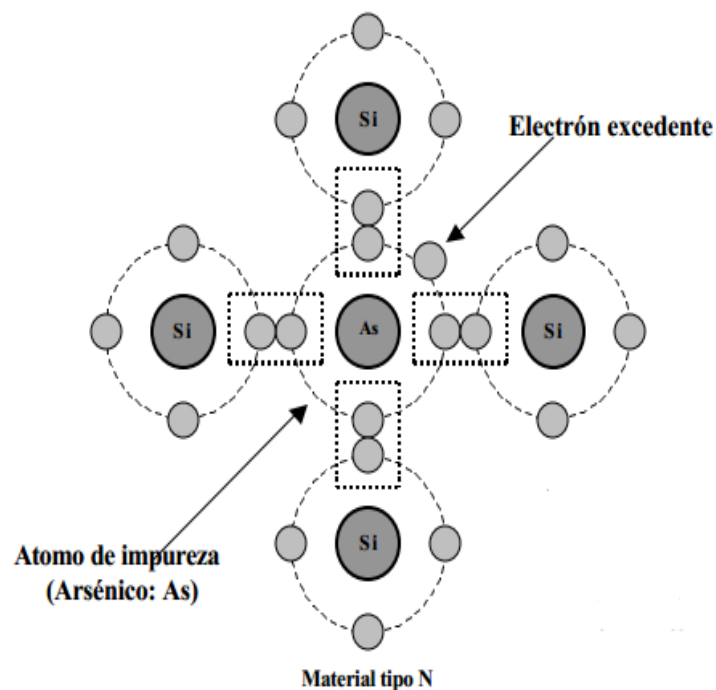 Si
Electrón excedente
Si
As
Si
Si
Atomo de impureza
(Arsénico: As)
Material tipo N